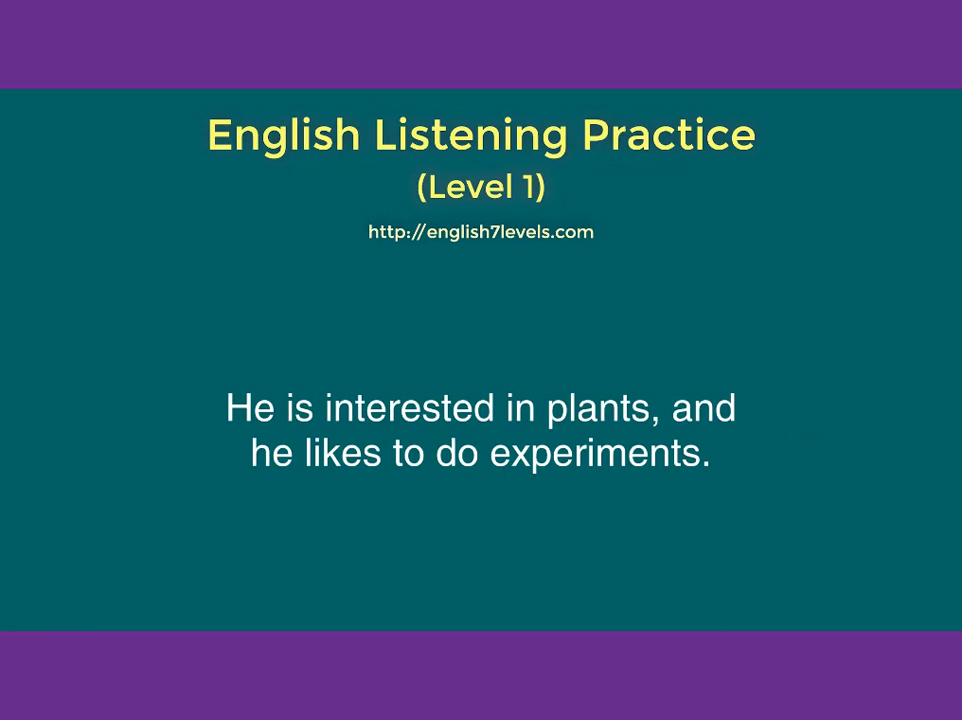 English Listening Practice
(Level 1)
http://english7levels.com
He is interested in plants, and
he likes to do experiments.